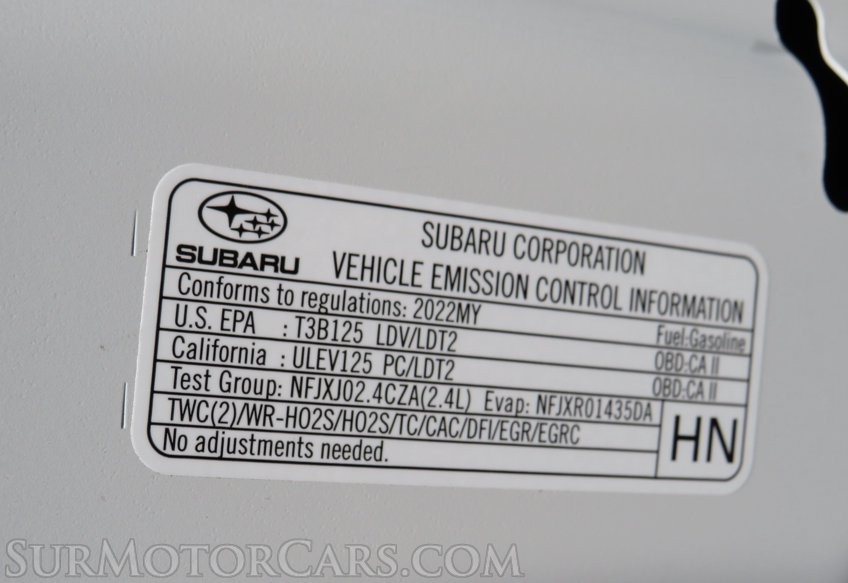 SUBARU
SUBARU CORPORATION
VEHICLE EMISSION CONTROL INFORMATION
Conforms to regulations: 2022MY Fuel:Gasoline
U.S. EPA : T3B125 LDV/LDT2 OBD:CA II
California : ULEV125 PC/LDT2 OBD:CA II
Test Group: NFJXJ02.4CZA(2.4L) Evap: NFJXR01435DA
TWC(2)/WR-HO2S/HO2S/TC/CAC/DFI/EGR/EGRC
No adjustments needed.
HN
SURMOTORCARS.COM